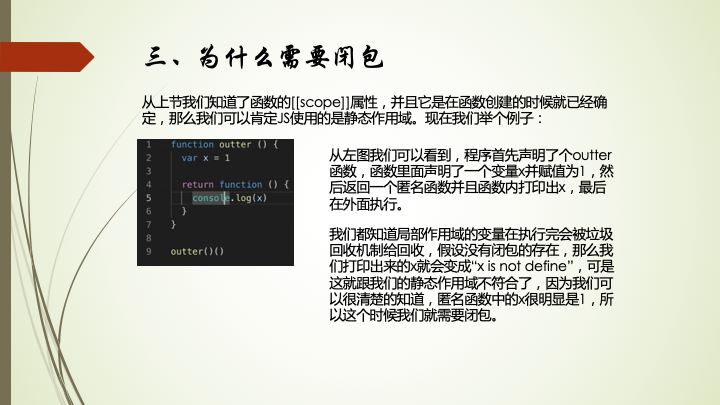 三、为什么需要闭包
从上节我们知道了函数的[[scope]]属性，并且它是在函数创建的时候就已经确
定，那么我们可以肯定JS使用的是静态作用域。现在我们举个例子：
1 function outter () {
2 var x = 1
3
4 return function () {
5 console.log(x)
6 }
7 }
8
9 outter()()
从左图我们可以看到，程序首先声明了个outter
函数，函数里面声明了一个变量x并赋值为1，然
后返回一个匿名函数并且函数内打印出x，最后
在外面执行。
我们都知道局部作用域的变量在执行完会被垃圾
回收机制给回收，假设没有闭包的存在，那么我
们打印出来的x就会变成“x is not define”，可是
这就跟我们的静态作用域不符合了，因为我们可
以很清楚的知道，匿名函数中的x很明显是1，所
以这个时候我们就需要闭包。